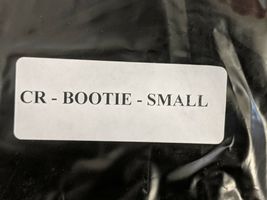 CR - BOOTIE - SMALL